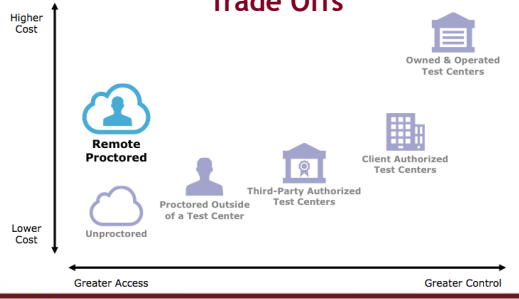 Trade Offs
Higher
Cost
Owned & Operated
Test Centers
Remote
Proctored
Client Authorized
Test Centers
Third-Party Authorized
Test Centers
Proctored Outside
of a Test Center
Unproctored
Lower
Cost
Greater Access
Greater Control